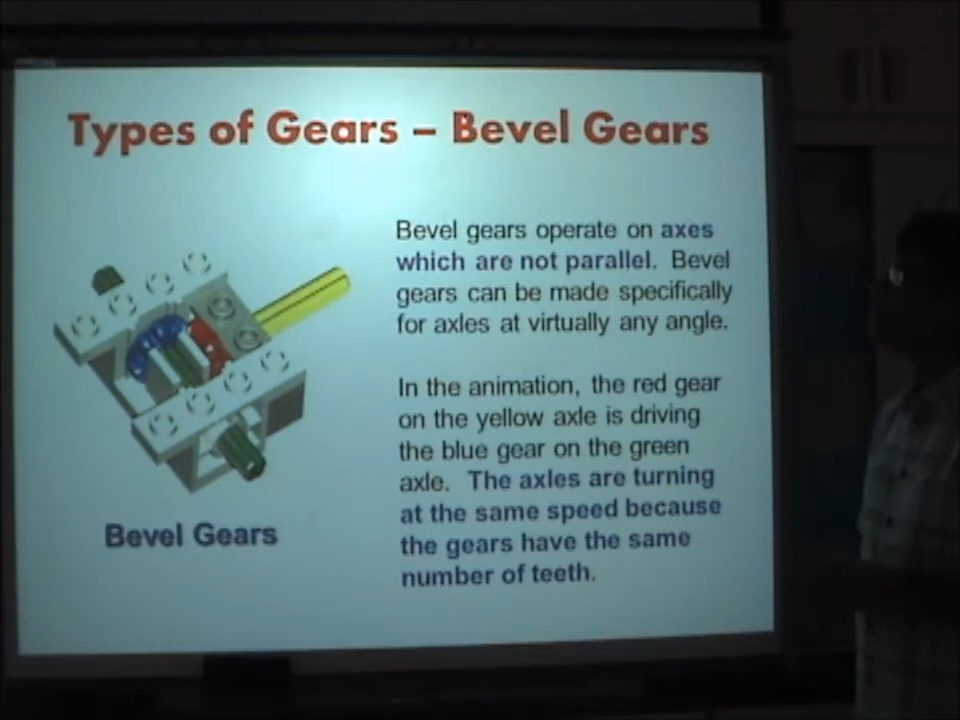 Types of Gears – Bevel Gears
Bevel gears operate on axes
which are not parallel. Bevel
gears can be made specifically
for axles at virtually any angle.
In the animation, the red gear
on the yellow axle is driving
the blue gear on the green
axle. The axles are turning
at the same speed because
the gears have the same
number of teeth.
Bevel Gears